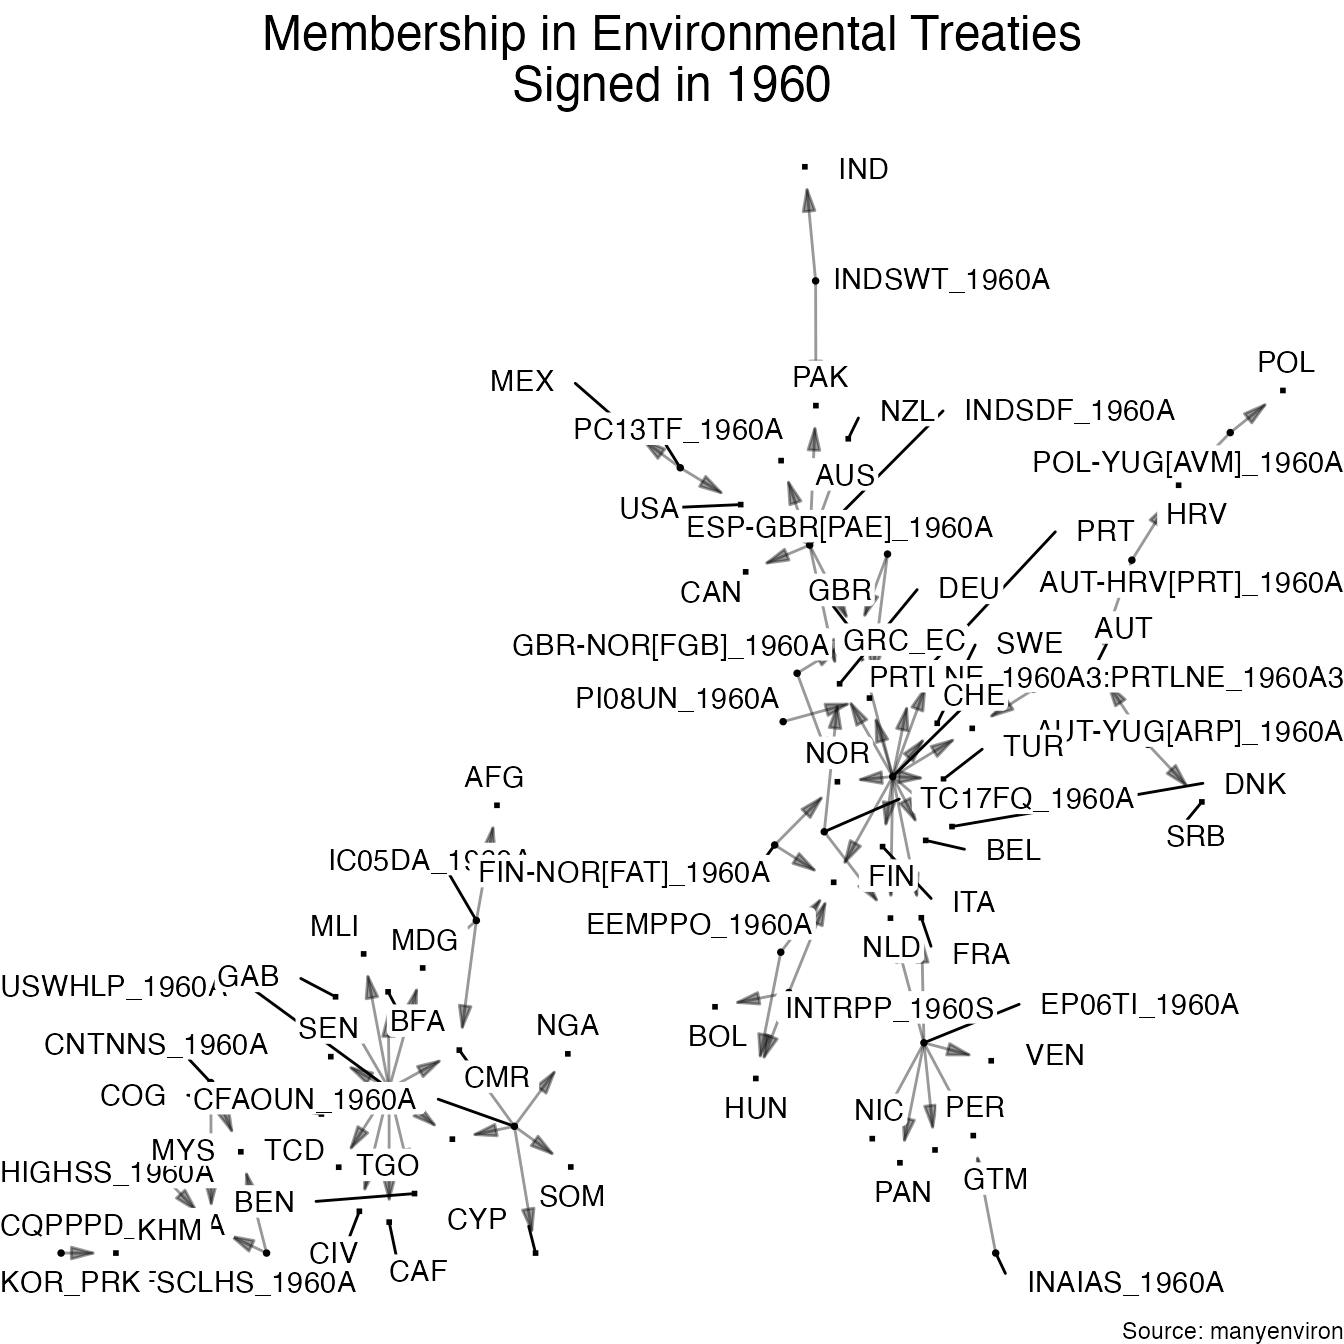 Membership in Environmental Treaties
Signed in 1960
IND
INDSWT_1960A
POL
PAK
MEX
NZL
INDSDF_1960A
PC13TF_1960A
POL-YUG[AVM]_1960A
AUS
USA
HRV
ESP-GBR[PAE]_1960A
PRT
AUT-HRV[PRT]_1960A
CAN
GBR
DEU
AUT
GRC_EC
SWE
GBR-NOR[FGB]_1960A
_1960A3:PRTLNE_1960A3
CHE
PI08UN_1960A
AUT-YUG[ARP]_1960A
TUR
NOR
AFG
DNK
TC17FQ_1960A
SRB
BEL
IC05DA_
FIN-NOR[FAT]_1960A
FIN
ITA
EEMPPO_1960A
MLI
MDG
NLD
FRA
USWHLP_1960A
GAB
EP06TI_1960A
INTRPP_1960S
BFA
SEN
NGA
BOL
CNTNNS_1960A
VEN
CMR
COG
CFAOUN_1960A
HUN
NIC
PER
MYS
TCD
TGO
HIGHSS_1960A
GTM
PAN
SOM
BEN
CYP
CQPPPD_
KHM
CIV
CAF
KOR_PRK
SCLHS_1960A
INAIAS_1960A
Source: manyenviron